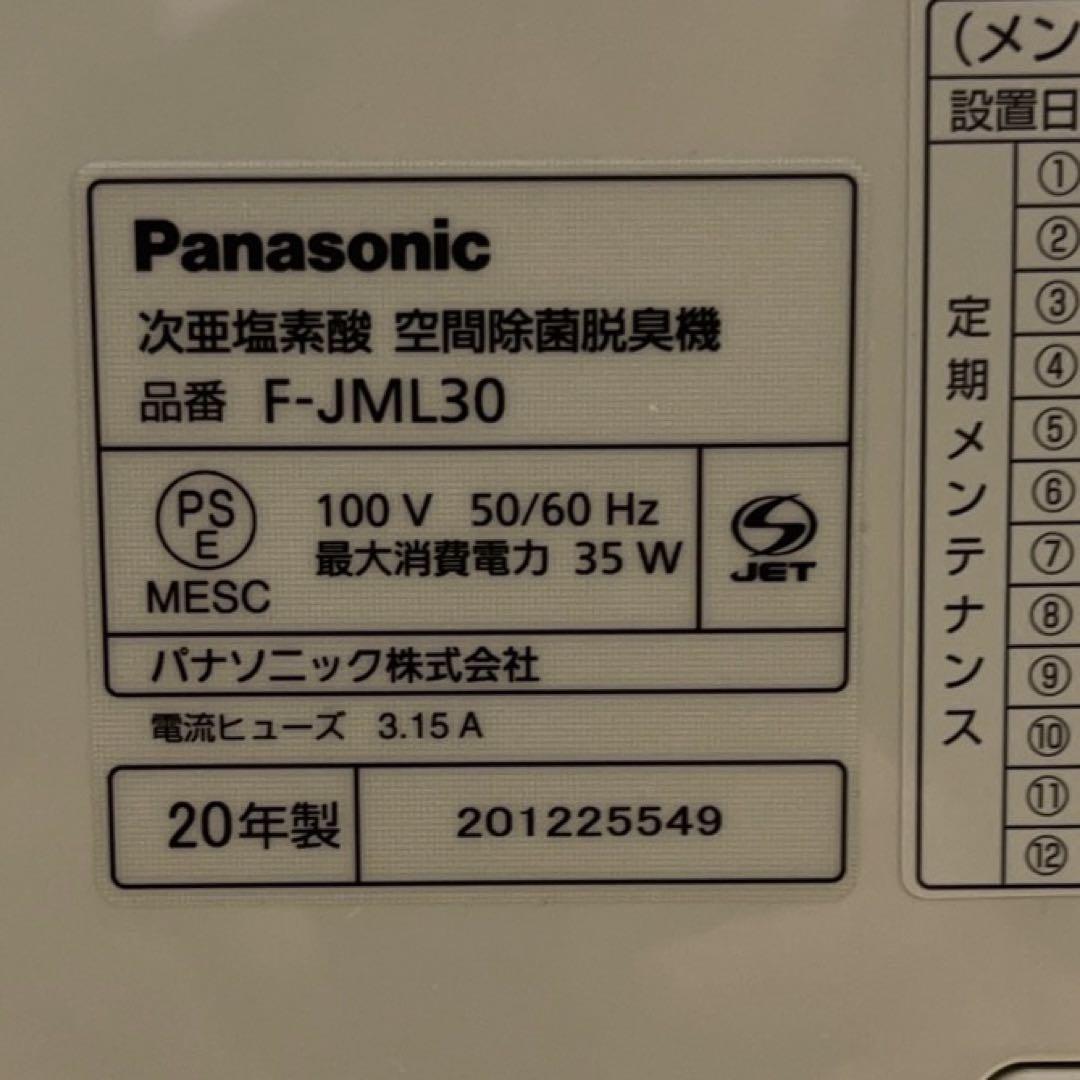 Panasonic
次亜塩素酸 空間除菌脱臭機
品番 F-JML30
PS
E
MESC
100 V 50/60 Hz
最大消費電力 35 W
S
JET
パナソニック株式会社
電流ヒューズ 3.15 A
20年製 201225549
(メン
設置日
定期メンテナンス
①
②
③
④
⑤
⑥
⑦
⑧
⑨
⑩
⑪
⑫